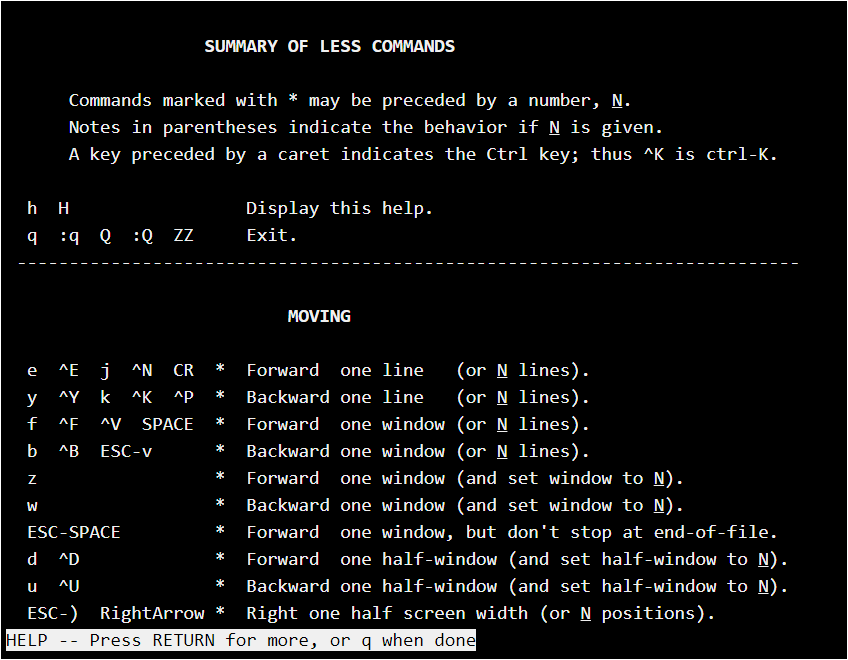 SUMMARY OF LESS COMMANDS
Commands marked with * may be preceded by a number, N.
Notes in parentheses indicate the behavior if N is given.
A key preceded by a caret indicates the Ctrl key; thus ^K is ctrl-K.
h  H                 Display this help.
q  :q  Q  :Q  ZZ     Exit.
---------------------------------------------------------------------------
MOVING
e  ^E  j  ^N  CR  *  Forward  one line   (or N lines).
y  ^Y  k  ^K  ^P  *  Backward one line   (or N lines).
f  ^F  ^V  SPACE  *  Forward  one window (or N lines).
b  ^B  ESC-v      *  Backward one window (or N lines).
z                 *  Forward  one window (and set window to N).
w                 *  Backward one window (and set window to N).
ESC-SPACE         *  Forward  one window, but don't stop at end-of-file.
d  ^D             *  Forward  one half-window (and set half-window to N).
u  ^U             *  Backward one half-window (and set half-window to N).
ESC-)  RightArrow *  Right one half screen width (or N positions).
HELP -- Press RETURN for more, or q when done